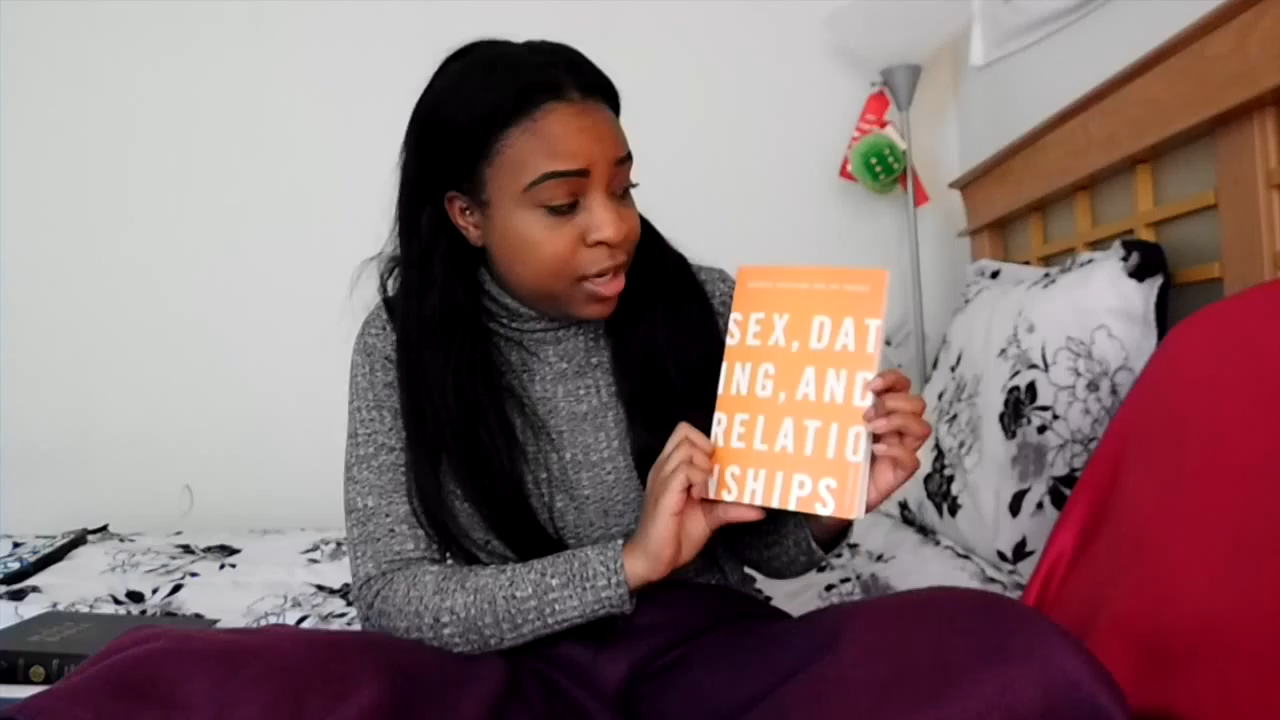 SEX, DAT
ING, AND
RELATIO
NSHIPS